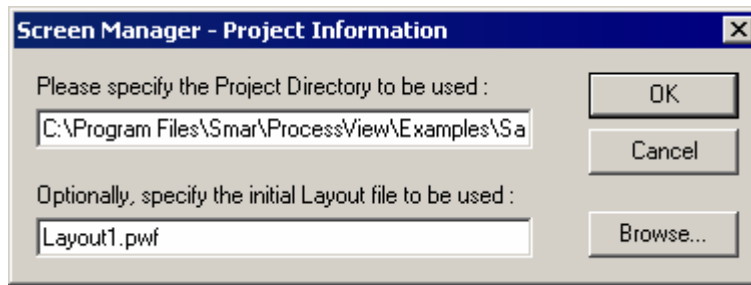 Screen Manager - Project Information
Please specify the Project Directory to be used :
C:\Program Files\Smar\ProcessView\Examples\Sa
OK
Cancel
Optionally, specify the initial Layout file to be used :
Layout1.pwf
Browse...